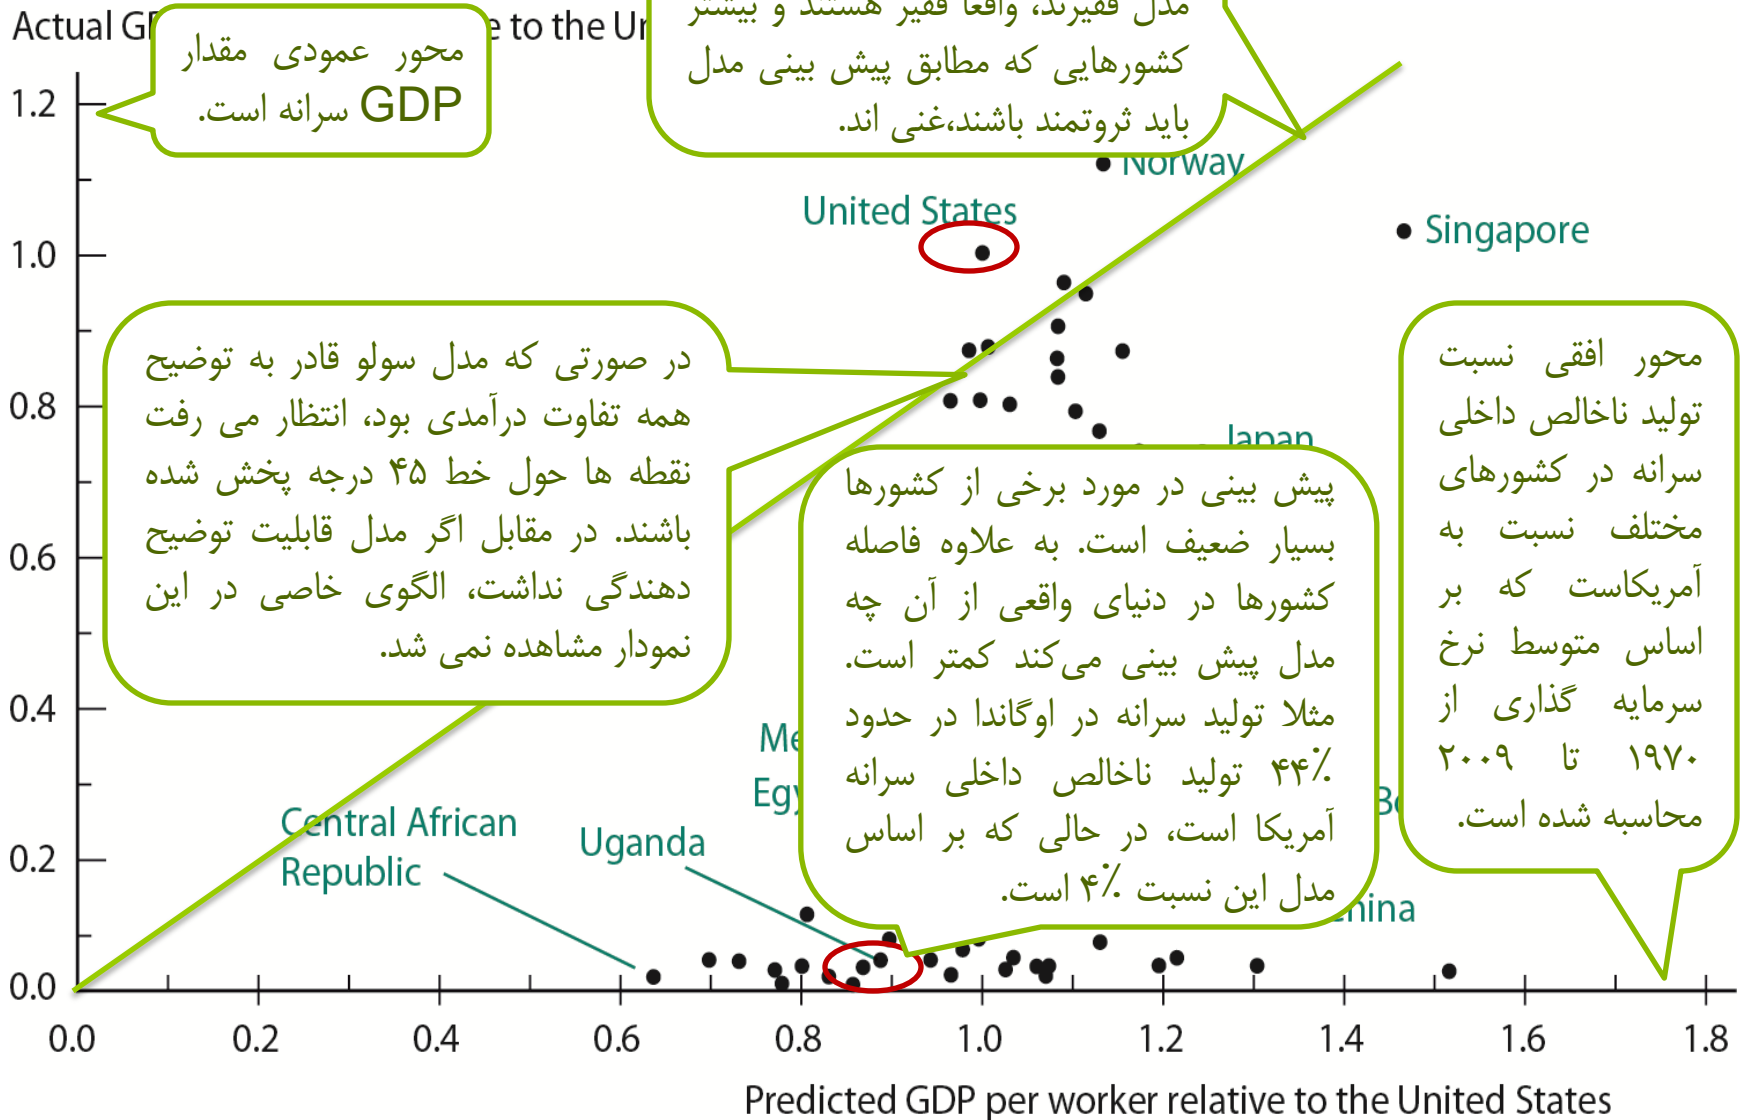 Actual G
e to the Un
محور عمودی مقدار
GDP سرانه است.
مدل فقیرند، واقعا فقیر هستند و بیشتر
کشورهایی که مطابق پیش بینی مدل
باید ثروتمند باشند،غنی اند.
1.2
1.0
0.8
0.6
0.4
0.2
0.0
Norway
United States
Singapore
Japan
در صورتی که مدل سولو قادر به توضیح
همه تفاوت درآمدی بود، انتظار می رفت
نقطه ها حول خط ۴۵ درجه پخش شده
باشند. در مقابل اگر مدل قابلیت توضیح
دهندگی نداشت، الگوی خاصی در این
نمودار مشاهده نمی شد.
پیش بینی در مورد برخی از کشورها
بسیار ضعیف است. به علاوه فاصله
کشورها در دنیای واقعی از آن چه
مدل پیش بینی می‌کند کمتر است.
مثلا تولید سرانه در اوگاندا در حدود
۴۴٪ تولید ناخالص داخلی سرانه
آمریکا است، در حالی که بر اساس
مدل این نسبت ۴٪ است.
محور افقی نسبت
تولید ناخالص داخلی
سرانه در کشورهای
مختلف نسبت به
آمریکاست که بر
اساس متوسط نرخ
سرمایه گذاری از
۱۹۷۰ تا ۲۰۰۹
محاسبه شده است.
Me
Egy
Central African
Republic
Uganda
hina
0.0 0.2 0.4 0.6 0.8 1.0 1.2 1.4 1.6 1.8
Predicted GDP per worker relative to the United States